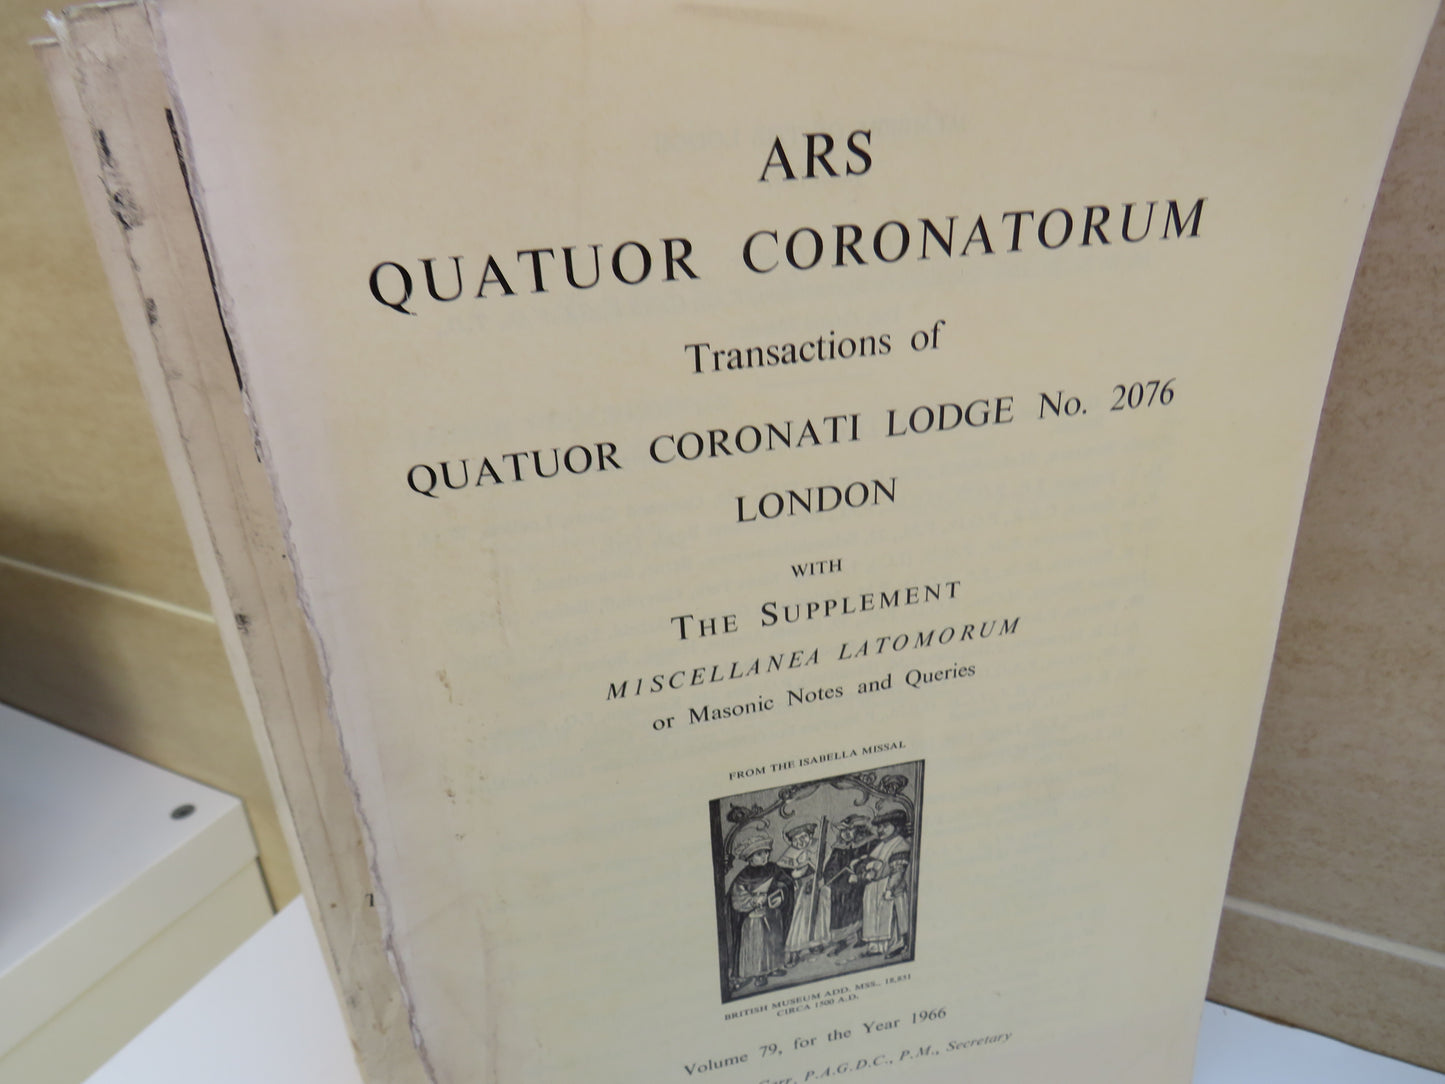 ARS
QUATUOR CORONATORUM
Transactions of
QUATUOR CORONATI LODGE No. 2076
LONDON
WITH
THE SUPPLEMENT
MISCELLANEA LATOMORUM
or Masonic Notes and Queries
FROM THE ISABELLA MISSAL
BRITISH MUSEUM ADD. MSS., 18,851
CIRCA 1500 A.D.
Volume 79, for the Year 1966
Carr, P.A.G.D.C., P.M., Secretary